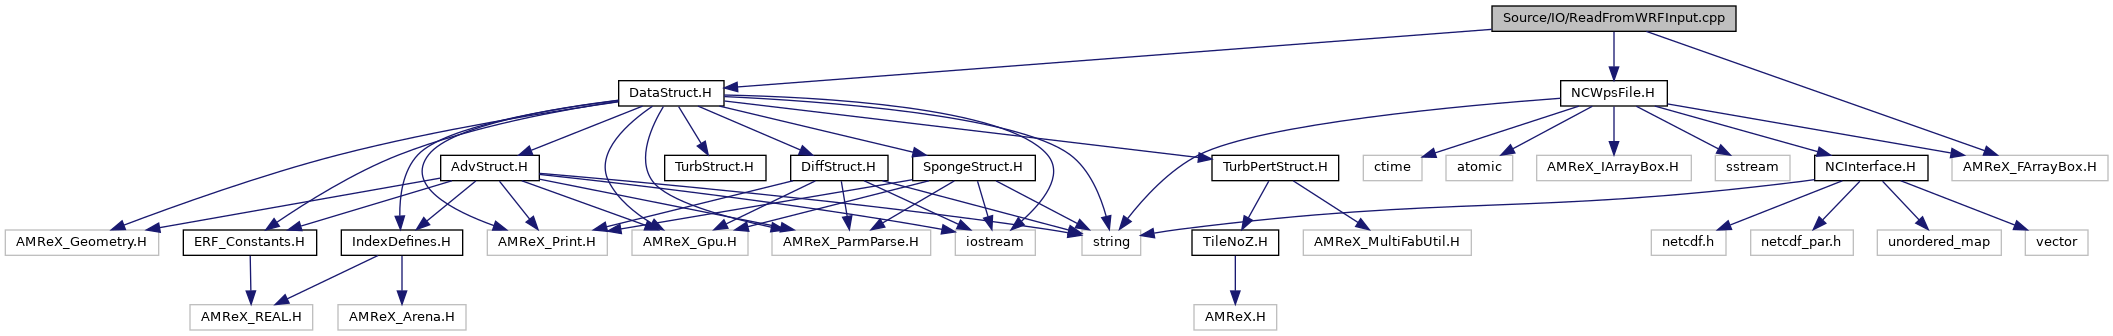 Source/IO/ReadFromWRFInput.cpp
DataStruct.H
NCWpsFile.H
AdvStruct.H
TurbStruct.H
DiffStruct.H
SpongeStruct.H
TurbPertStruct.H
ctime
atomic
AMReX_IArrayBox.H
sstream
NCInterface.H
AMReX_FArrayBox.H
AMReX_Geometry.H
ERF_Constants.H
IndexDefines.H
AMReX_Print.H
AMReX_Gpu.H
AMReX_ParmParse.H
iostream
string
TileNoZ.H
AMReX_MultiFabUtil.H
netcdf.h
netcdf_par.h
unordered_map
vector
AMReX_REAL.H
AMReX_Arena.H
AMReX.H